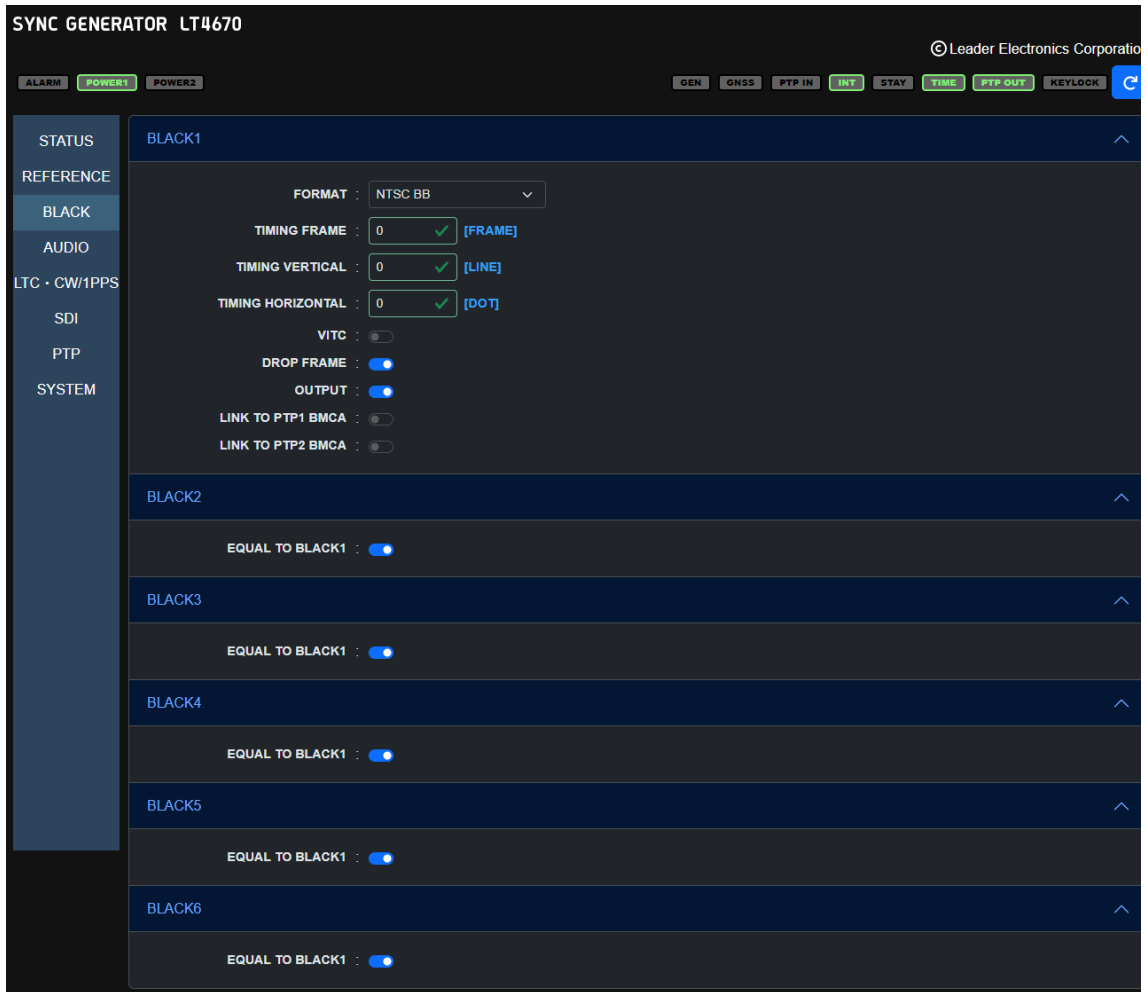 SYNC GENERATOR LT4670
©Leader Electronics Corporatio
ALARM POWER1 POWER2 GEN GNSS PTP IN INT STAY TIME PTP OUT KEYLOCK
STATUS
REFERENCE
BLACK
AUDIO
LTC・CW/1PPS
SDI
PTP
SYSTEM
BLACK1
FORMAT : NTSC BB
TIMING FRAME : 0 [FRAME]
TIMING VERTICAL : 0 [LINE]
TIMING HORIZONTAL : 0 [DOT]
VITC :
DROP FRAME :
OUTPUT :
LINK TO PTP1 BMCA :
LINK TO PTP2 BMCA :
BLACK2
EQUAL TO BLACK1 :
BLACK3
EQUAL TO BLACK1 :
BLACK4
EQUAL TO BLACK1 :
BLACK5
EQUAL TO BLACK1 :
BLACK6
EQUAL TO BLACK1 :